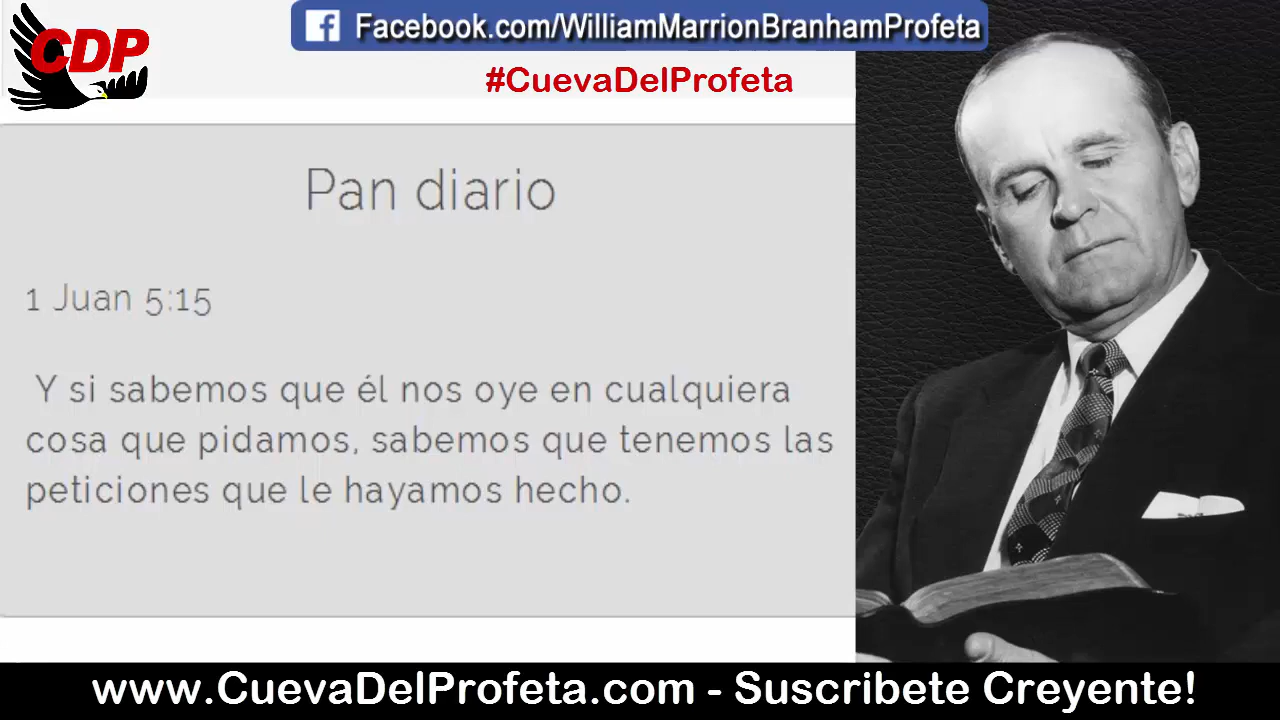 CDP
Facebook.com/WilliamMarrionBranhamProfeta
#CuevaDelProfeta
Pan diario
1 Juan 5:15
Y si sabemos que él nos oye en cualquiera
cosa que pidamos, sabemos que tenemos las
peticiones que le hayamos hecho.
www.CuevaDelProfeta.com - Suscribete Creyente!